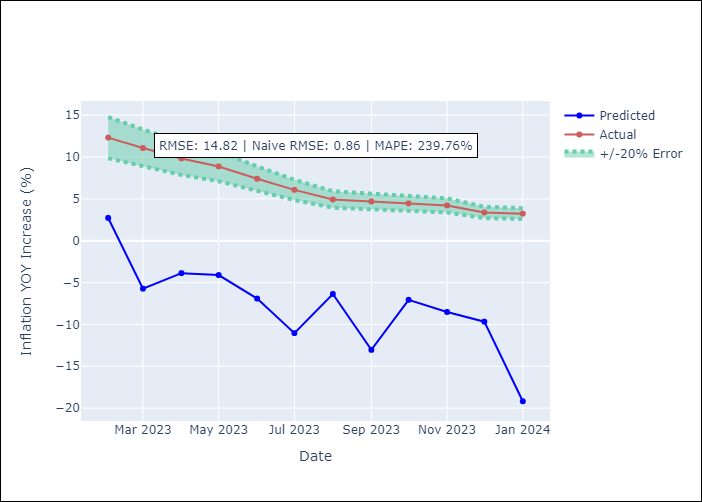 Predicted
Actual
+/-20% Error
RMSE: 14.82 | Naive RMSE: 0.86 | MAPE: 239.76%
Inflation YOY Increase (%)
15
10
5
0
−5
−10
−15
−20
Mar 2023 May 2023 Jul 2023 Sep 2023 Nov 2023 Jan 2024
Date